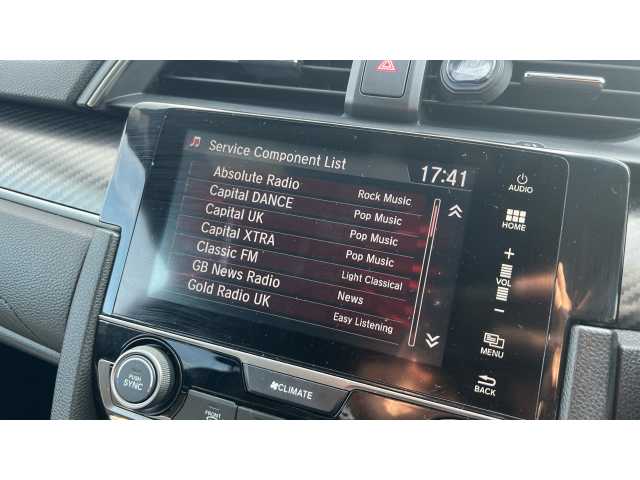 Service Component List
17:41
Absolute Radio Rock Music
Capital DANCE Pop Music
Capital UK Pop Music
Capital XTRA Pop Music
Classic FM Light Classical
GB News Radio News
Gold Radio UK Easy Listening
AUDIO
HOME
+
VOL
−
MENU
BACK
PUSH
SYNC
CLIMATE
FRONT